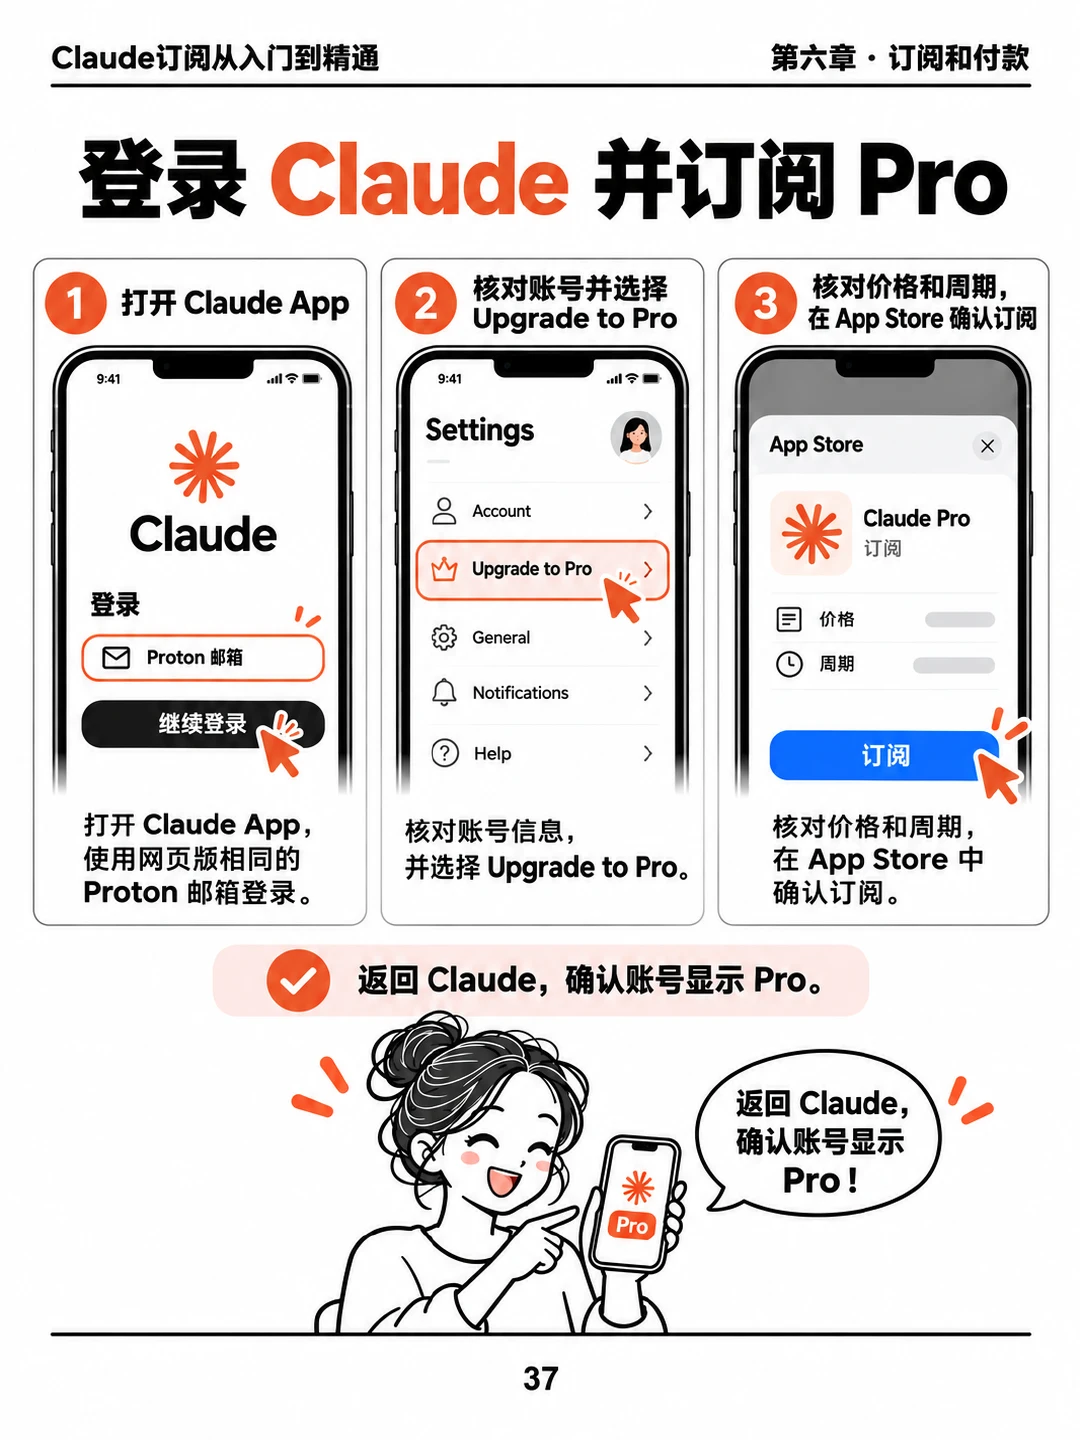 Claude订阅从入门到精通
第六章·订阅和付款
登录 Claude 并订阅 Pro
1 打开 Claude App
9:41
Claude
登录
Proton 邮箱
继续登录
打开 Claude App，
使用网页版相同的
Proton 邮箱登录。
2 核对账号并选择
Upgrade to Pro
9:41
Settings
Account
Upgrade to Pro
General
Notifications
Help
核对账号信息，
并选择 Upgrade to Pro。
3 核对价格和周期，
在 App Store 确认订阅
App Store
Claude Pro
订阅
价格
周期
订阅
核对价格和周期，
在 App Store 中
确认订阅。
返回 Claude，确认账号显示 Pro。
返回 Claude，
确认账号显示
Pro！
Pro
37